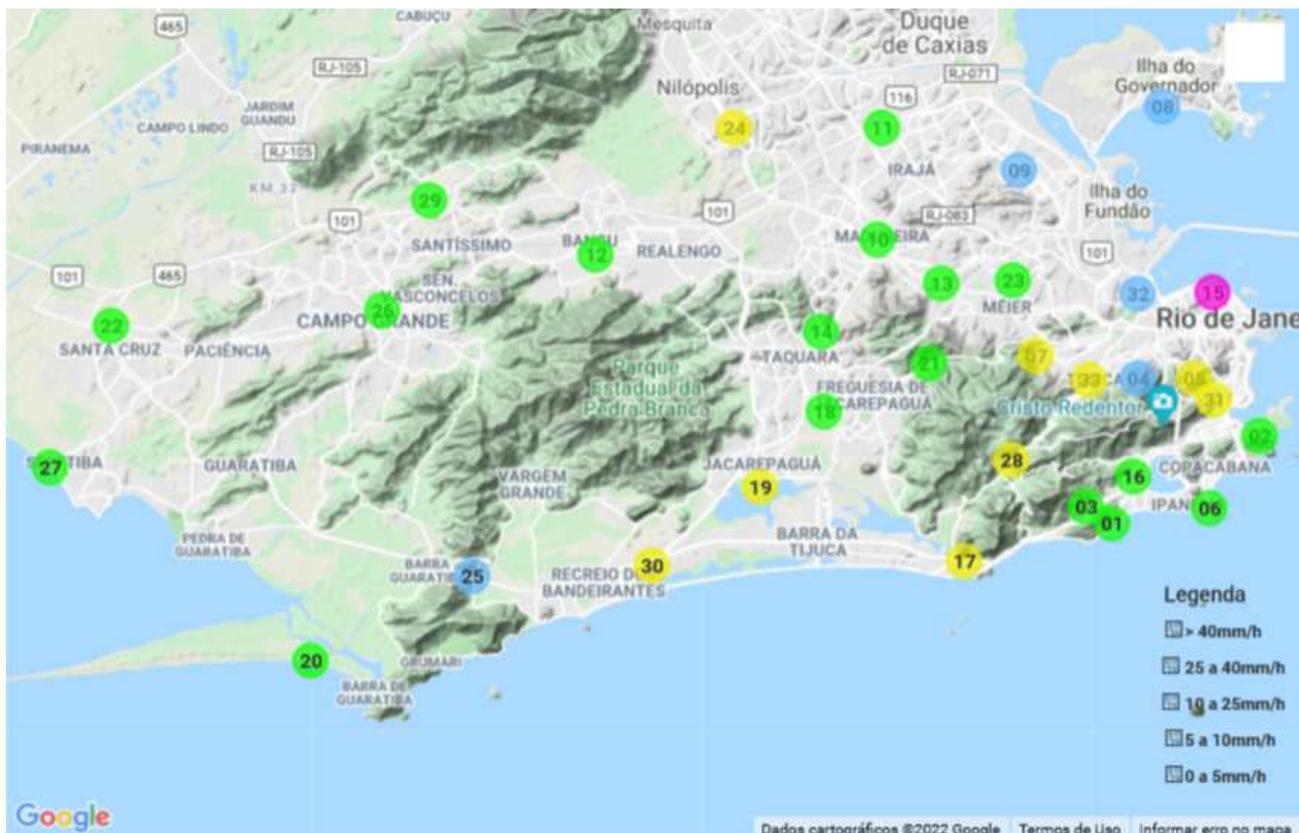 CABUÇU
Mesquita
Duque
de Caxias
465
RJ-105
RJ-071
Ilha do
Governador
Nilópolis
116
JARDIM
GUANDU
08
CAMPO LINDO
24
11
PIRANEMA
RJ-105
IRAJÁ
09
KM 32
29
Ilha do
Fundão
101
101
RJ-083
SANTÍSSIMO
12
REALENGO
10
101
101
465
SEN.
VASCONCELOS
13
23
MÉIER
32
15
26
CAMPO GRANDE
22
14
Rio de Jane
SANTA CRUZ
PACIÊNCIA
TAQUARA
07
21
Parque
Estadual da
Pedra Branca
FREGUESIA DE
33
04
05
31
18
Cristo Redentor
02
27
GUARATIBA
JACAREPAGUÁ
28
COPACABANA
VARGEM
GRANDE
19
16
03
01
06
PEDRA DE
GUARATIBA
BARRA DA
TIJUCA
17
30
25
RECREIO DOS
BANDEIRANTES
20
GRUMARI
BARRA DE
GUARATIBA
Legenda
> 40mm/h
25 a 40mm/h
10 a 25mm/h
5 a 10mm/h
0 a 5mm/h
Google
Dados cartográficos ©2022 Google
Termos de Uso
Informar erro no mapa